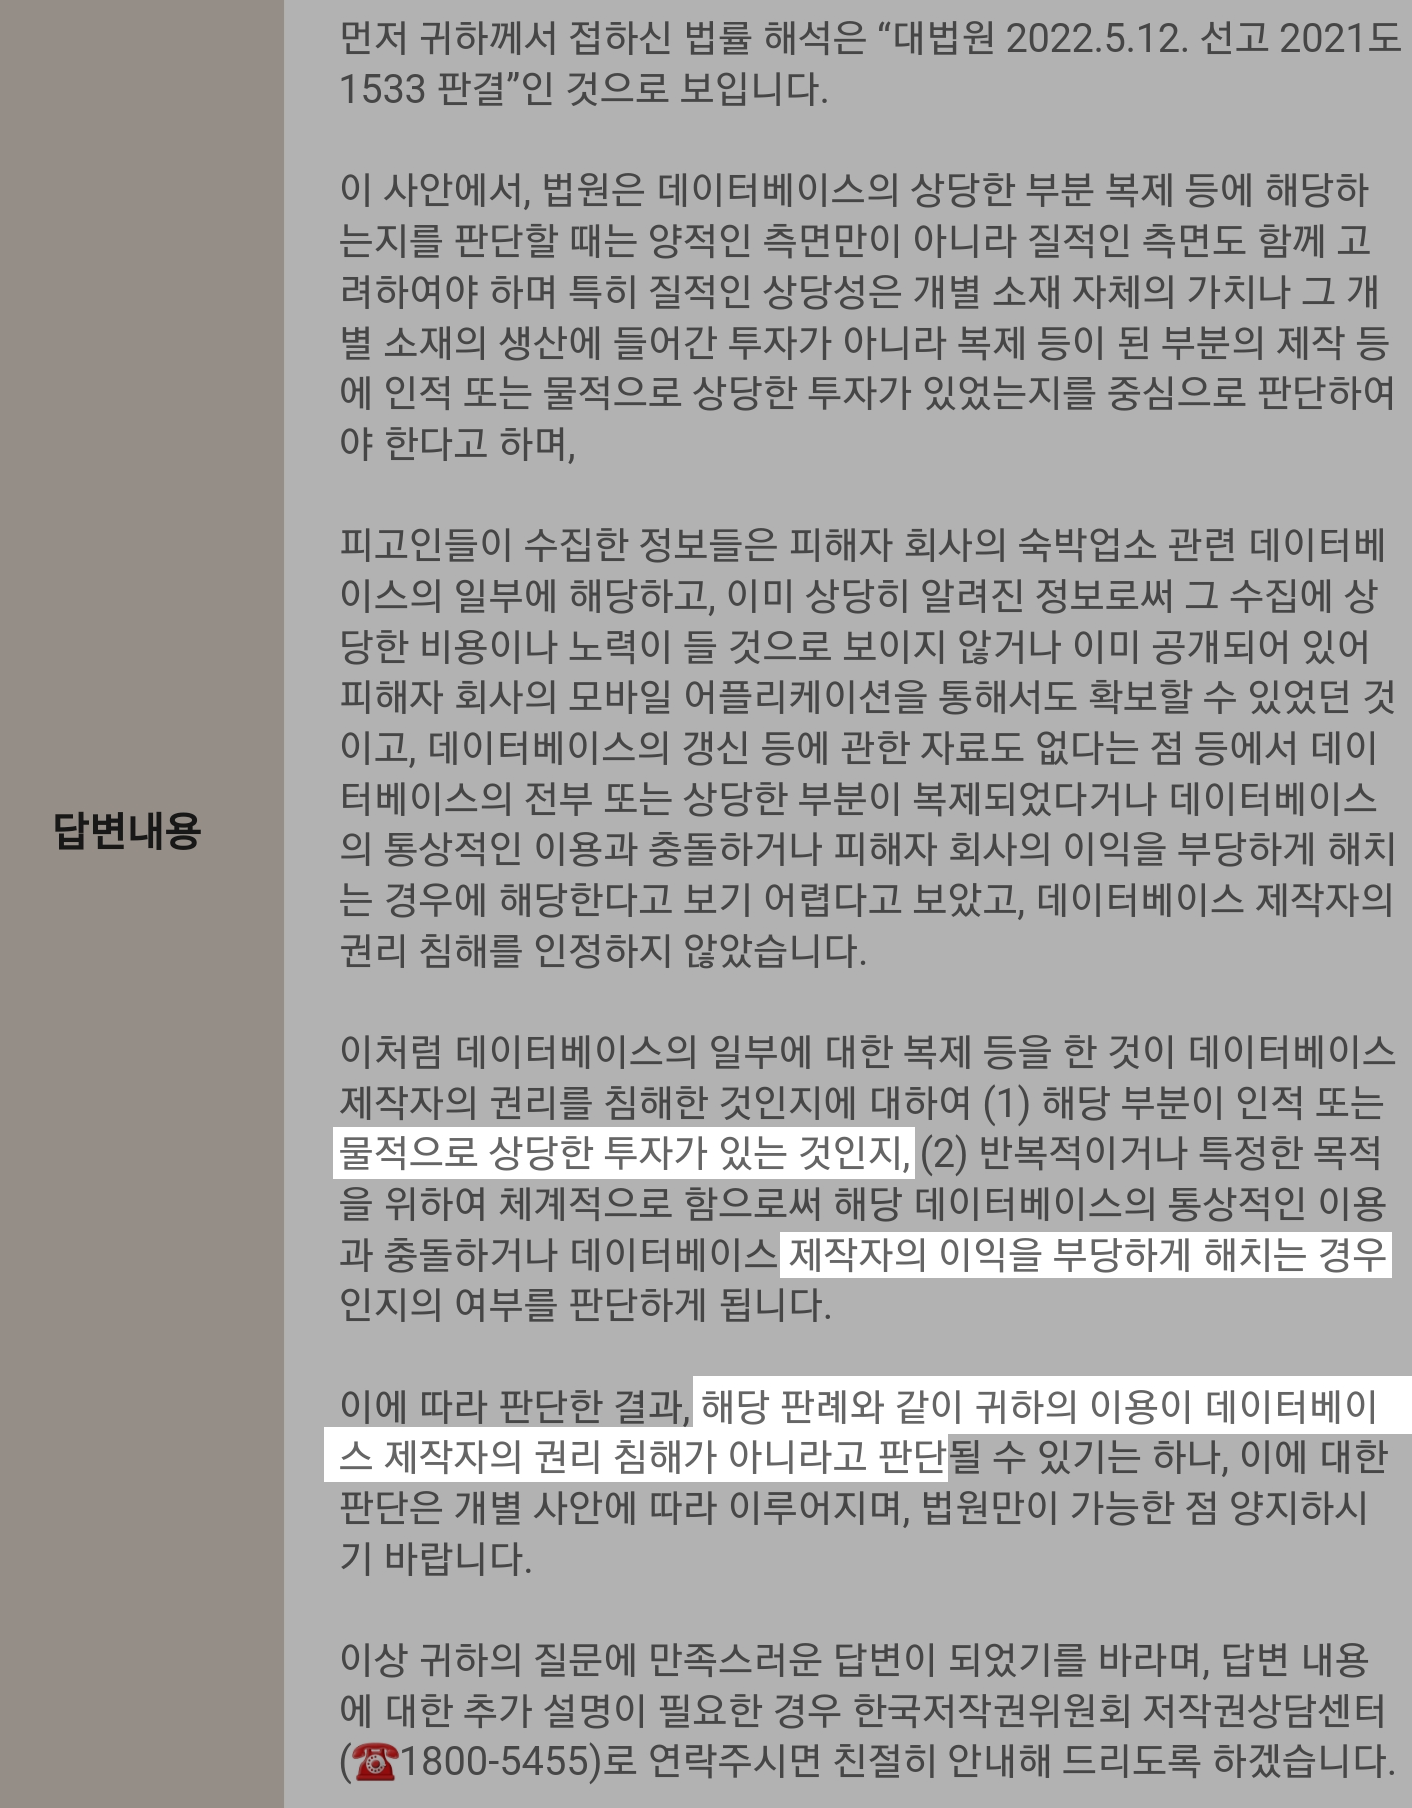 먼저 귀하께서 접하신 법률 해석은 “대법원 2022.5.12. 선고 2021도
1533 판결”인 것으로 보입니다.
이 사안에서, 법원은 데이터베이스의 상당한 부분 복제 등에 해당하
는지를 판단할 때는 양적인 측면만이 아니라 질적인 측면도 함께 고
려하여야 하며 특히 질적인 상당성은 개별 소재 자체의 가치나 그 개
별 소재의 생산에 들어간 투자가 아니라 복제 등이 된 부분의 제작 등
에 인적 또는 물적으로 상당한 투자가 있었는지를 중심으로 판단하여
야 한다고 하며,
피고인들이 수집한 정보들은 피해자 회사의 숙박업소 관련 데이터베
이스의 일부에 해당하고, 이미 상당히 알려진 정보로써 그 수집에 상
당한 비용이나 노력이 들 것으로 보이지 않거나 이미 공개되어 있어
피해자 회사의 모바일 어플리케이션을 통해서도 확보할 수 있었던 것
이고, 데이터베이스의 갱신 등에 관한 자료도 없다는 점 등에서 데이
터베이스의 전부 또는 상당한 부분이 복제되었다거나 데이터베이스
답변내용
의 통상적인 이용과 충돌하거나 피해자 회사의 이익을 부당하게 해치
는 경우에 해당한다고 보기 어렵다고 보았고, 데이터베이스 제작자의
권리 침해를 인정하지 않았습니다.
이처럼 데이터베이스의 일부에 대한 복제 등을 한 것이 데이터베이스
제작자의 권리를 침해한 것인지에 대하여 (1) 해당 부분이 인적 또는
물적으로 상당한 투자가 있는 것인지, (2) 반복적이거나 특정한 목적
을 위하여 체계적으로 함으로써 해당 데이터베이스의 통상적인 이용
과 충돌하거나 데이터베이스 제작자의 이익을 부당하게 해치는 경우
인지의 여부를 판단하게 됩니다.
이에 따라 판단한 결과, 해당 판례와 같이 귀하의 이용이 데이터베이
스 제작자의 권리 침해가 아니라고 판단될 수 있기는 하나, 이에 대한
판단은 개별 사안에 따라 이루어지며, 법원만이 가능한 점 양지하시
기 바랍니다.
이상 귀하의 질문에 만족스러운 답변이 되었기를 바라며, 답변 내용
에 대한 추가 설명이 필요한 경우 한국저작권위원회 저작권상담센터
(☎1800-5455)로 연락주시면 친절히 안내해 드리도록 하겠습니다.